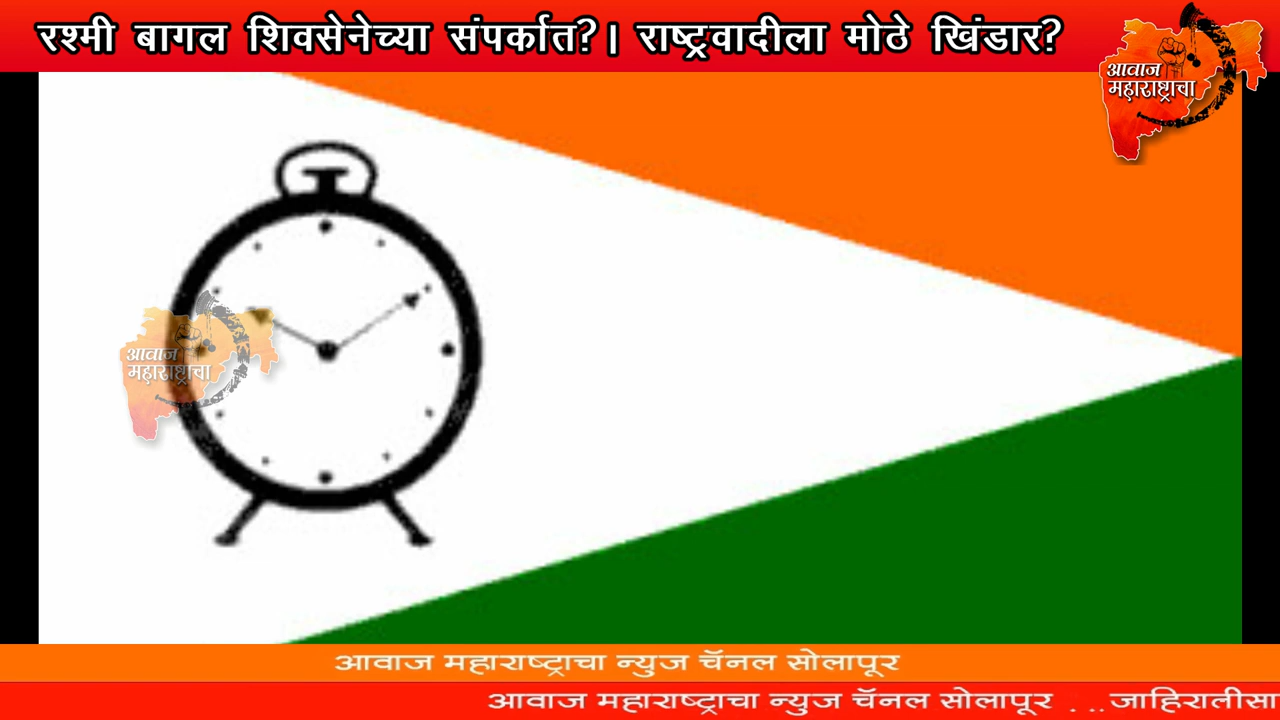 रश्मी बागल शिवसेनेच्या संपर्कात?। राष्ट्रवादीला मोठे खिंडार?
आवाज
महाराष्ट्राचा
आवाज
महाराष्ट्राचा
आवाज महाराष्ट्राचा न्युज चॅनल सोलापूर
आवाज महाराष्ट्राचा न्युज चॅनल सोलापूर . ..जाहिरातीसा